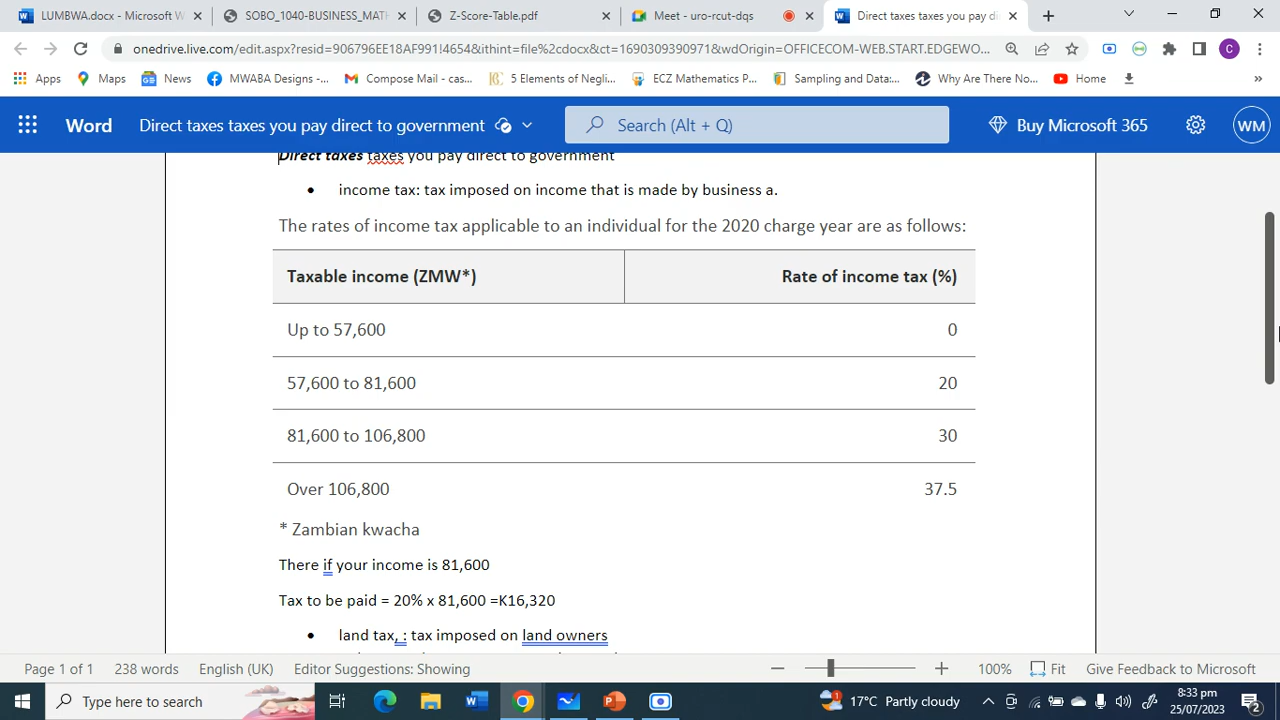 LUMBWA.docx - Microsoft W
SOBO_1040-BUSINESS_MATH
Z-Score-Table.pdf
Meet - uro-rcut-dqs
Direct taxes taxes you pay di
onedrive.live.com/edit.aspx?resid=906796EE18AF991!4654&ithint=file%2cdocx&ct=1690309390971&wdOrigin=OFFICECOM-WEB.START.EDGEWO...
C
Apps
Maps
News
MWABA Designs -...
Compose Mail - cas...
5 Elements of Negli...
ECZ Mathematics P...
Sampling and Data:...
Why Are There No...
Home
Word
Direct taxes taxes you pay direct to government
Search (Alt + Q)
Buy Microsoft 365
WM
Direct taxes taxes you pay direct to government
• income tax: tax imposed on income that is made by business a.
The rates of income tax applicable to an individual for the 2020 charge year are as follows:
Taxable income (ZMW*) Rate of income tax (%)
Up to 57,600 0
57,600 to 81,600 20
81,600 to 106,800 30
Over 106,800 37.5
* Zambian kwacha
There if your income is 81,600
Tax to be paid = 20% x 81,600 =K16,320
• land tax, : tax imposed on land owners
Page 1 of 1 238 words English (UK) Editor Suggestions: Showing 100% Fit Give Feedback to Microsoft
Type here to search
17°C Partly cloudy
8:33 pm
25/07/2023
2